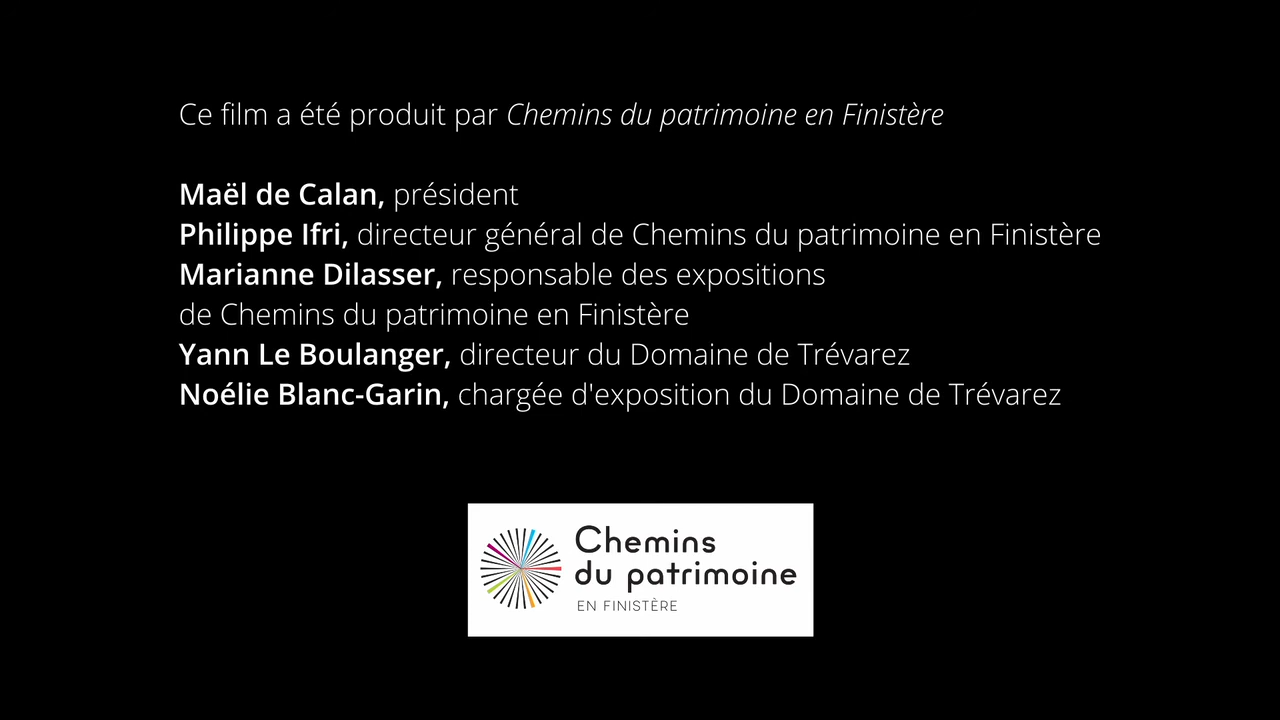 Ce film a été produit par Chemins du patrimoine en Finistère
Maël de Calan, président
Philippe Ifri, directeur général de Chemins du patrimoine en Finistère
Marianne Dilasser, responsable des expositions
de Chemins du patrimoine en Finistère
Yann Le Boulanger, directeur du Domaine de Trévarez
Noélie Blanc-Garin, chargée d'exposition du Domaine de Trévarez
Chemins
du patrimoine
EN FINISTÈRE